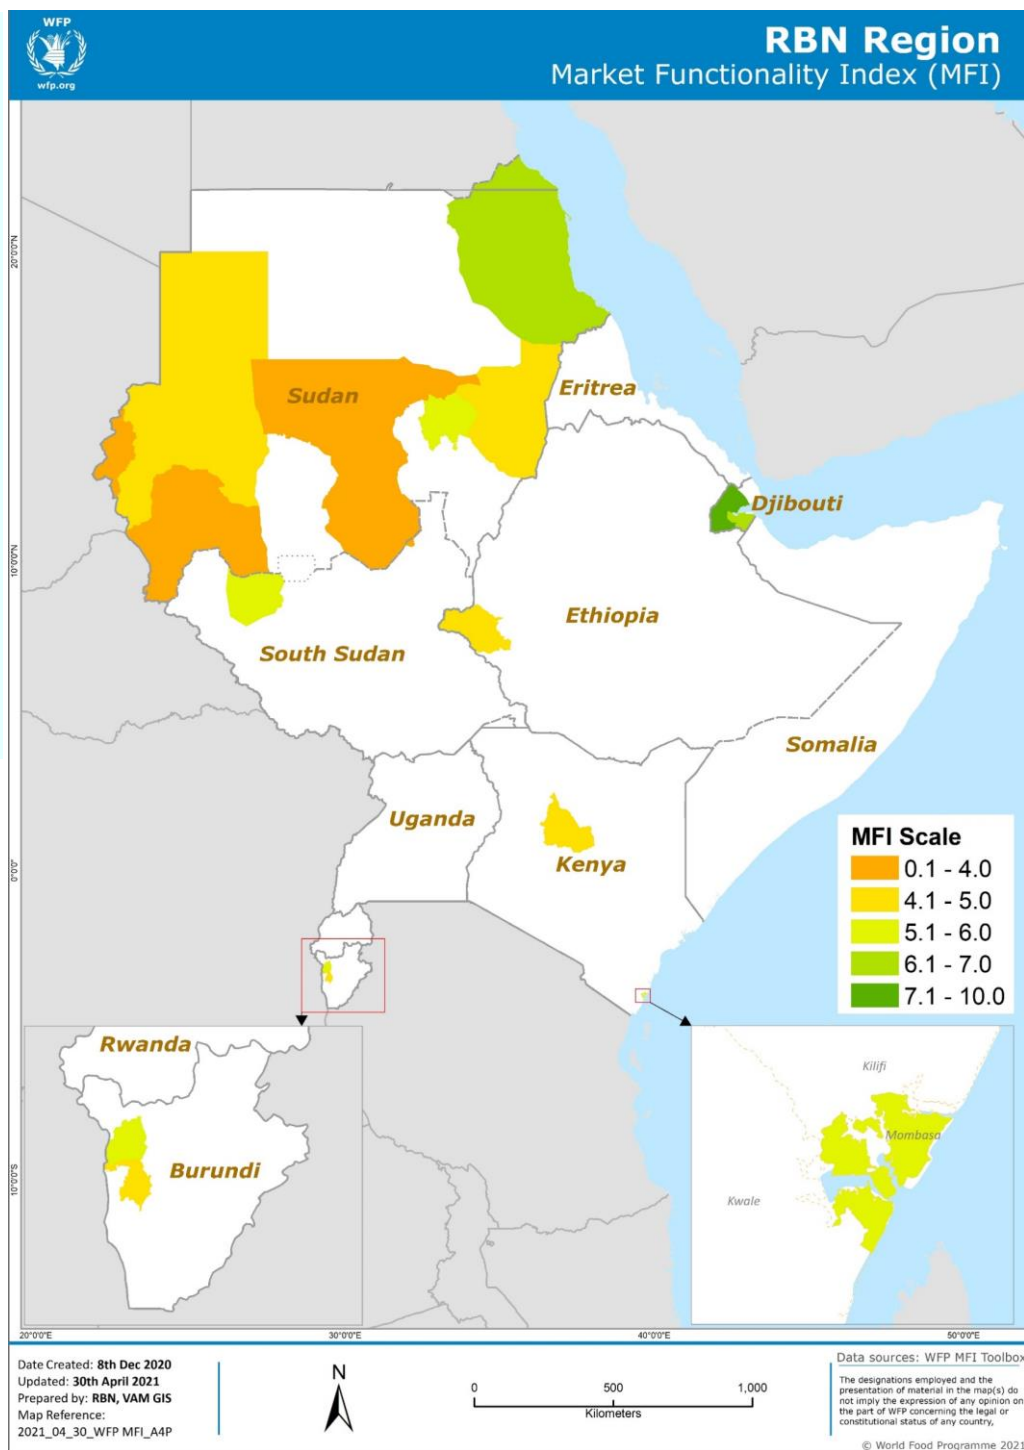 WFP
wfp.org
RBN Region
Market Functionality Index (MFI)
20°0'0"N
Sudan
Eritrea
Djibouti
10°0'0"N
Ethiopia
South Sudan
Somalia
Uganda
Kenya
0°0'0"
MFI Scale
0.1 - 4.0
4.1 - 5.0
5.1 - 6.0
6.1 - 7.0
7.1 - 10.0
Rwanda
Burundi
Kilifi
Mombasa
Kwale
10°0'0"S
20°0'0"E
30°0'0"E
40°0'0"E
50°0'0"E
Date Created: 8th Dec 2020
Updated: 30th April 2021
Prepared by: RBN, VAM GIS
Map Reference:
2021_04_30_WFP MFI_A4P
N
0 500 1,000
Kilometers
Data sources: WFP MFI Toolbox
The designations employed and the
presentation of material in the map(s) do
not imply the expression of any opinion on
the part of WFP concerning the legal or
constitutional status of any country,
© World Food Programme 2021